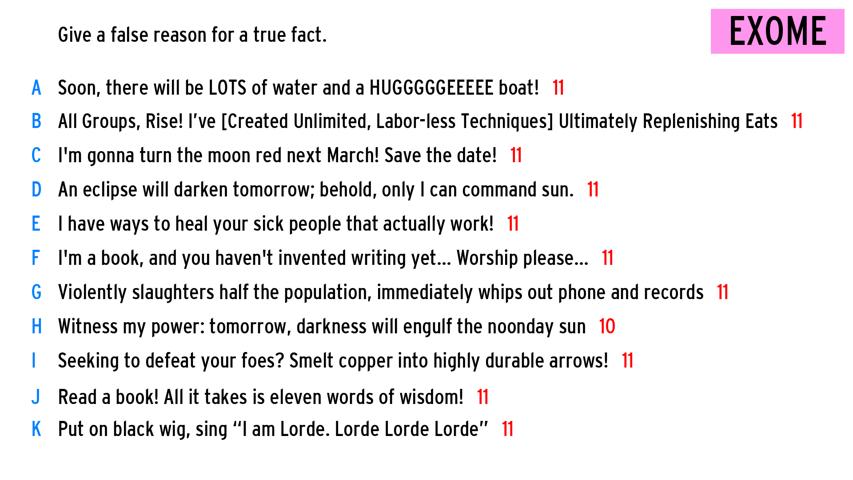 Give a false reason for a true fact.
EXOME
A Soon, there will be LOTS of water and a HUGGGGGEEEEE boat! 11
B All Groups, Rise! I've [Created Unlimited, Labor-less Techniques] Ultimately Replenishing Eats 11
C I'm gonna turn the moon red next March! Save the date! 11
D An eclipse will darken tomorrow; behold, only I can command sun. 11
E I have ways to heal your sick people that actually work! 11
F I'm a book, and you haven't invented writing yet... Worship please... 11
G Violently slaughters half the population, immediately whips out phone and records 11
H Witness my power: tomorrow, darkness will engulf the noonday sun 10
I Seeking to defeat your foes? Smelt copper into highly durable arrows! 11
J Read a book! All it takes is eleven words of wisdom! 11
K Put on black wig, sing “I am Lorde. Lorde Lorde Lorde” 11